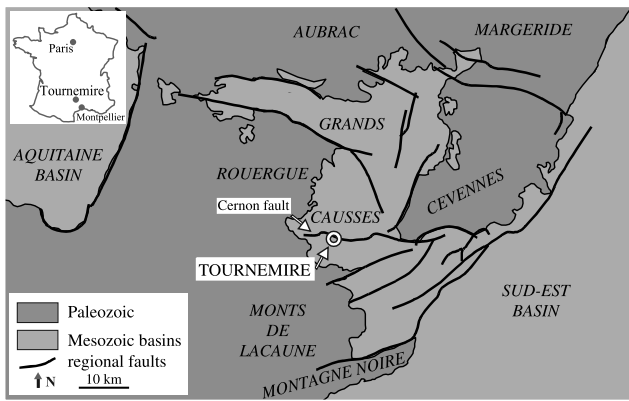 AUBRAC
MARGERIDE
Paris
Tournemire
Montpellier
GRANDS
AQUITAINE
BASIN
ROUERGUE
CEVENNES
Cernon fault
CAUSSES
TOURNEMIRE
SUD-EST
BASIN
MONTS
DE
LACAUNE
MONTAGNE NOIRE
Paleozoic
Mesozoic basins
regional faults
N 10 km